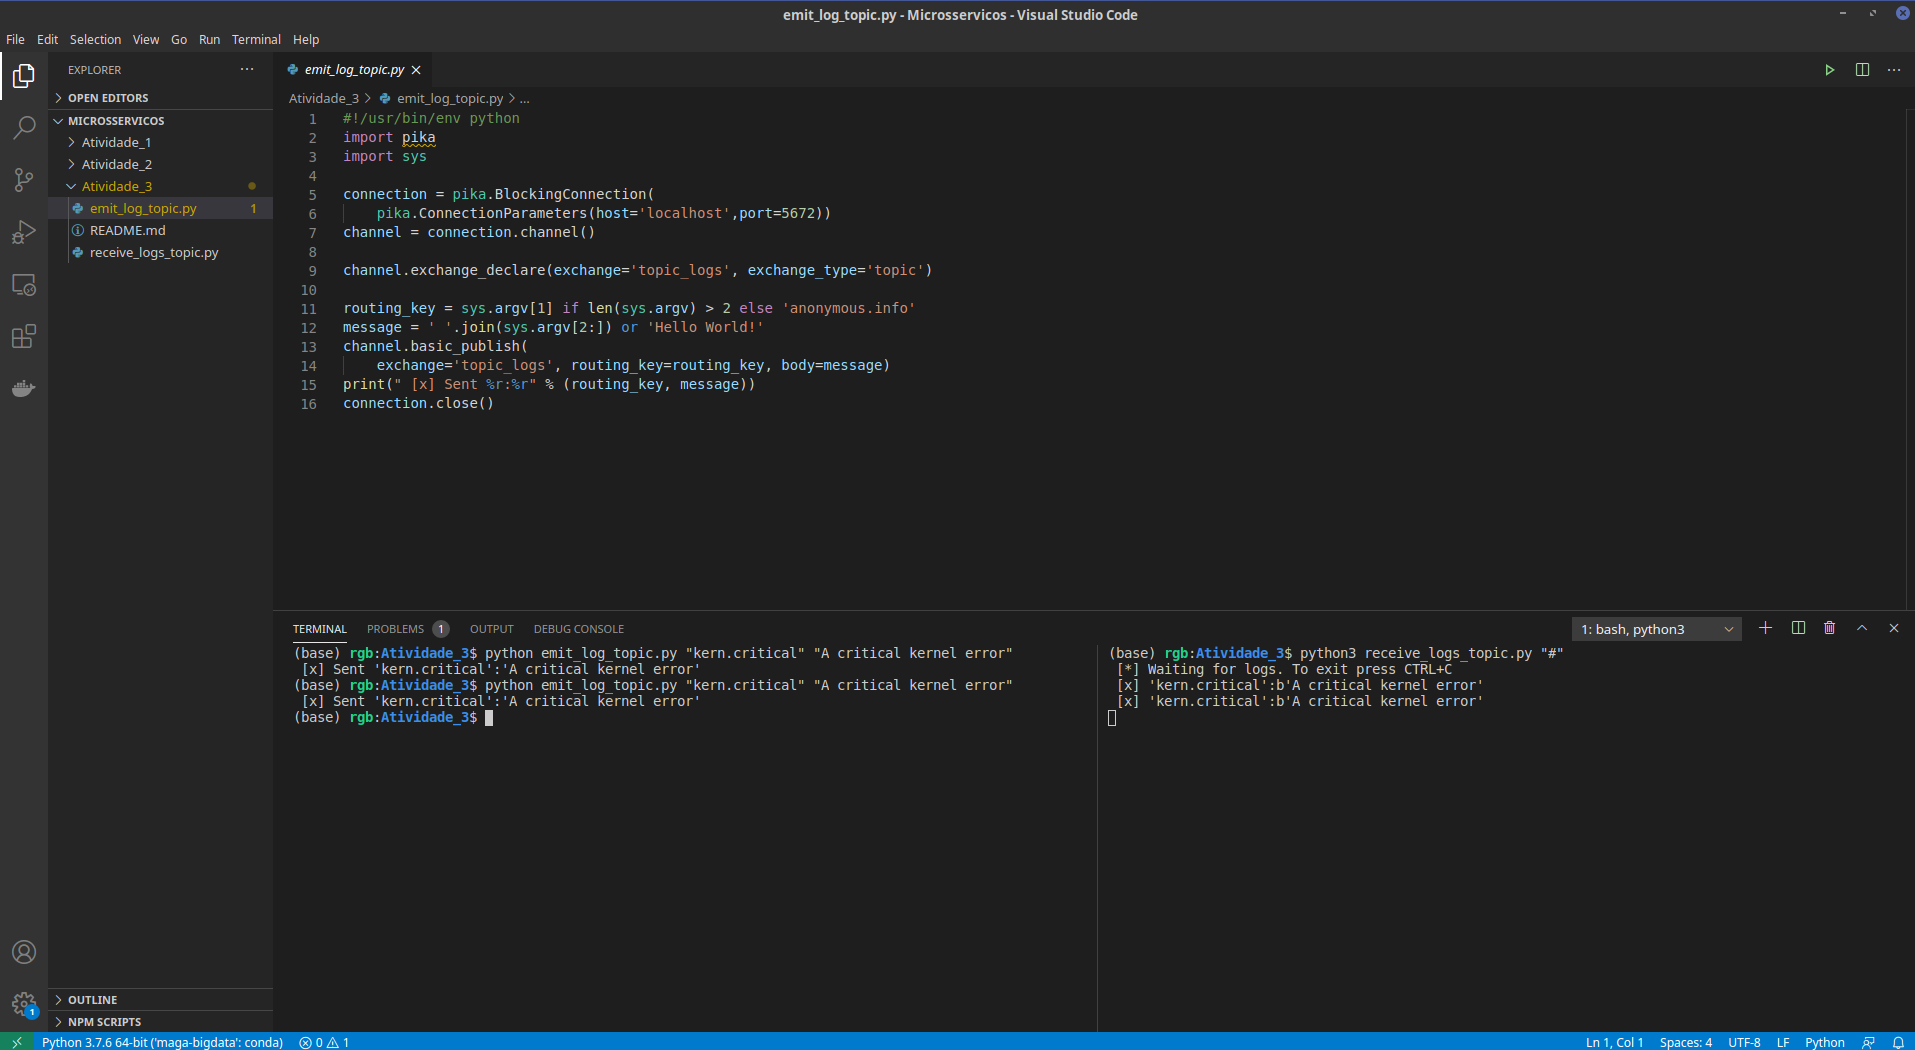 emit_log_topic.py - Microsservicos - Visual Studio Code
File Edit Selection View Go Run Terminal Help
EXPLORER
OPEN EDITORS
MICROSSERVICOS
Atividade_1
Atividade_2
Atividade_3
emit_log_topic.py 1
README.md
receive_logs_topic.py
OUTLINE
NPM SCRIPTS
emit_log_topic.py
Atividade_3 > emit_log_topic.py > ...
1 #!/usr/bin/env python
2 import pika
3 import sys
4
5 connection = pika.BlockingConnection(
6     pika.ConnectionParameters(host='localhost',port=5672))
7 channel = connection.channel()
8
9 channel.exchange_declare(exchange='topic_logs', exchange_type='topic')
10
11 routing_key = sys.argv[1] if len(sys.argv) > 2 else 'anonymous.info'
12 message = ' '.join(sys.argv[2:]) or 'Hello World!'
13 channel.basic_publish(
14     exchange='topic_logs', routing_key=routing_key, body=message)
15 print(" [x] Sent %r:%r" % (routing_key, message))
16 connection.close()
TERMINAL PROBLEMS 1 OUTPUT DEBUG CONSOLE
1: bash, python3
(base) rgb:Atividade_3$ python emit_log_topic.py "kern.critical" "A critical kernel error"
 [x] Sent 'kern.critical':'A critical kernel error'
(base) rgb:Atividade_3$ python emit_log_topic.py "kern.critical" "A critical kernel error"
 [x] Sent 'kern.critical':'A critical kernel error'
(base) rgb:Atividade_3$
(base) rgb:Atividade_3$ python3 receive_logs_topic.py "#"
 [*] Waiting for logs. To exit press CTRL+C
 [x] 'kern.critical':b'A critical kernel error'
 [x] 'kern.critical':b'A critical kernel error'
1
Python 3.7.6 64-bit ('maga-bigdata': conda) 0 1
Ln 1, Col 1 Spaces: 4 UTF-8 LF Python